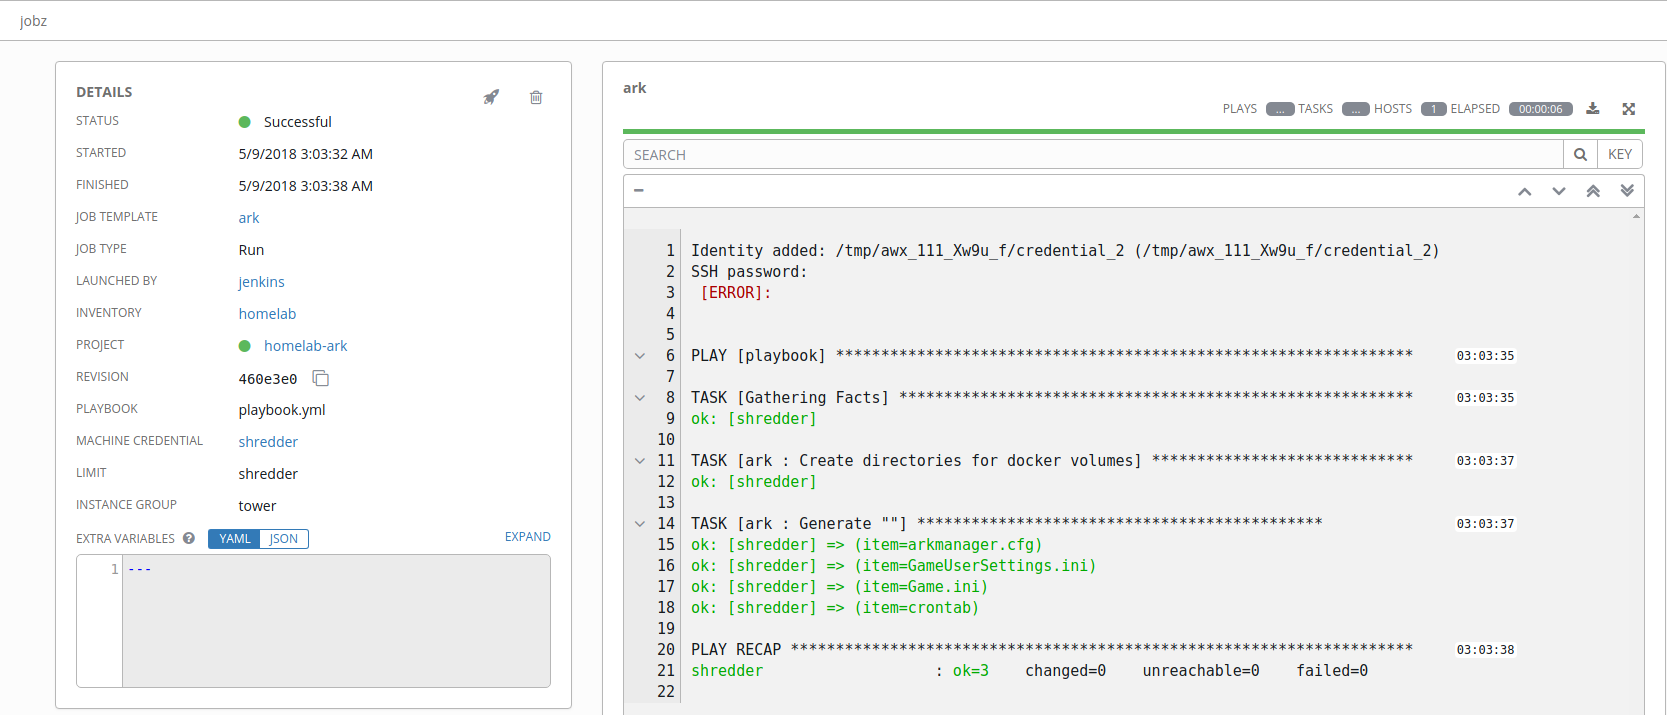 jobz
DETAILS
STATUS Successful
STARTED 5/9/2018 3:03:32 AM
FINISHED 5/9/2018 3:03:38 AM
JOB TEMPLATE ark
JOB TYPE Run
LAUNCHED BY jenkins
INVENTORY homelab
PROJECT homelab-ark
REVISION 460e3e0
PLAYBOOK playbook.yml
MACHINE CREDENTIAL shredder
LIMIT shredder
INSTANCE GROUP tower
EXTRA VARIABLES ? YAML JSON EXPAND
1 ---
ark
PLAYS ... TASKS ... HOSTS 1 ELAPSED 00:00:06
SEARCH KEY
1 Identity added: /tmp/awx_111_Xw9u_f/credential_2 (/tmp/awx_111_Xw9u_f/credential_2)
2 SSH password:
3 [ERROR]:
4
5
6 PLAY [playbook] **************************************************************** 03:03:35
7
8 TASK [Gathering Facts] ********************************************************* 03:03:35
9 ok: [shredder]
10
11 TASK [ark : Create directories for docker volumes] ***************************** 03:03:37
12 ok: [shredder]
13
14 TASK [ark : Generate ""] ********************************************* 03:03:37
15 ok: [shredder] => (item=arkmanager.cfg)
16 ok: [shredder] => (item=GameUserSettings.ini)
17 ok: [shredder] => (item=Game.ini)
18 ok: [shredder] => (item=crontab)
19
20 PLAY RECAP ********************************************************************* 03:03:38
21 shredder : ok=3 changed=0 unreachable=0 failed=0
22